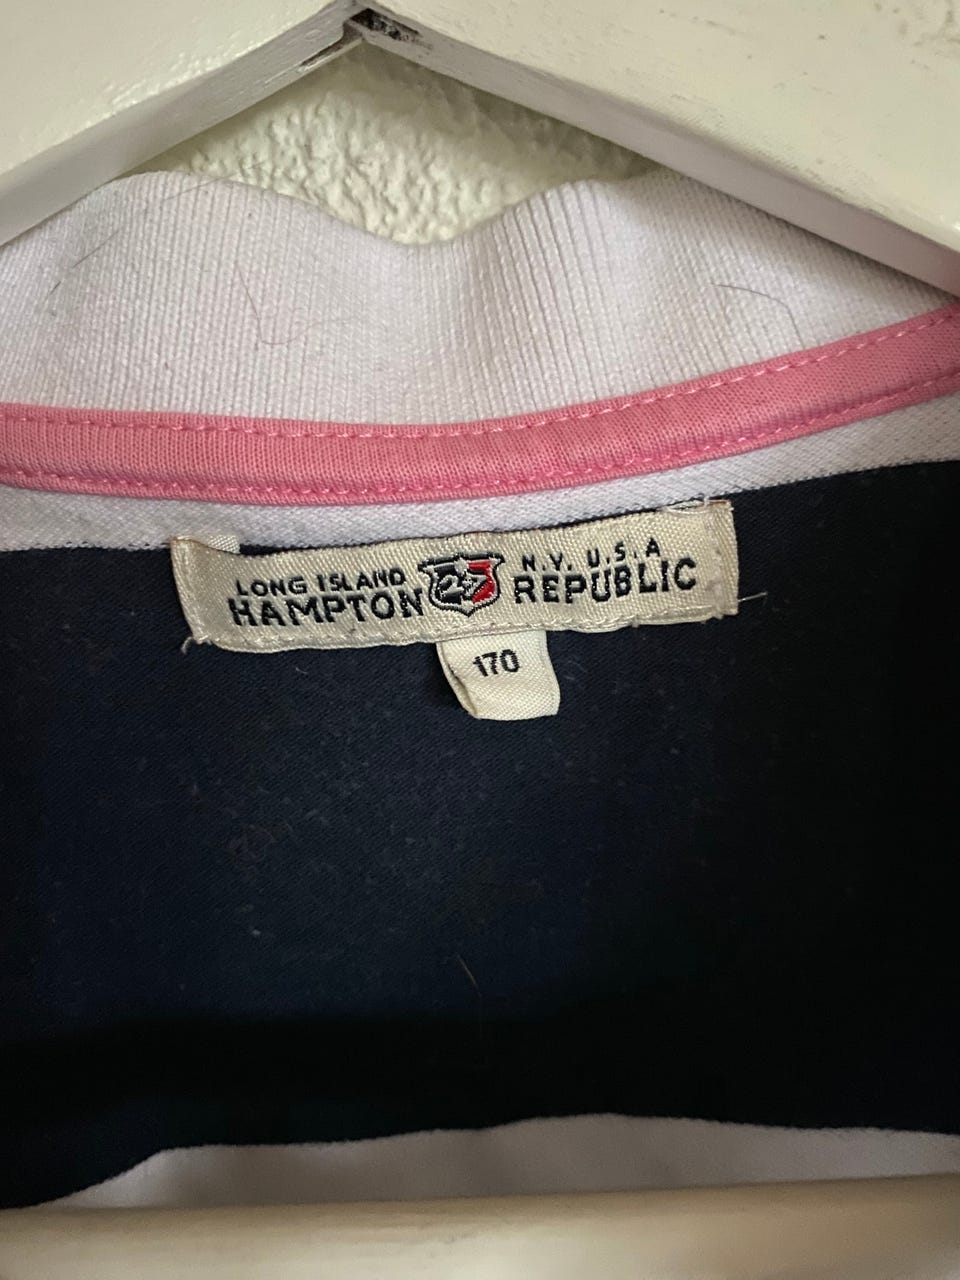 LONG ISLAND N.Y. U.S.A
HAMPTON 27 REPUBLIC
170